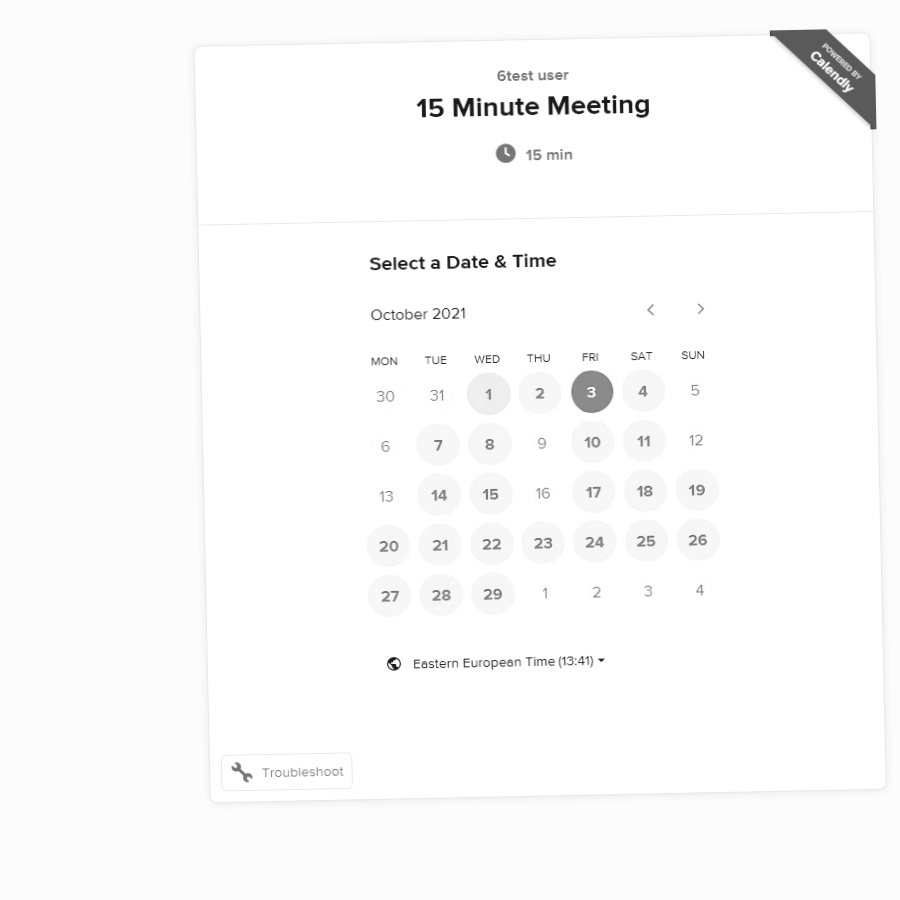 POWERED BY
Calendly
6test user
15 Minute Meeting
15 min
Select a Date & Time
October 2021
MON TUE WED THU FRI SAT SUN
30 31 1 2 3 4 5
6 7 8 9 10 11 12
13 14 15 16 17 18 19
20 21 22 23 24 25 26
27 28 29 1 2 3 4
Eastern European Time (13:41)
Troubleshoot